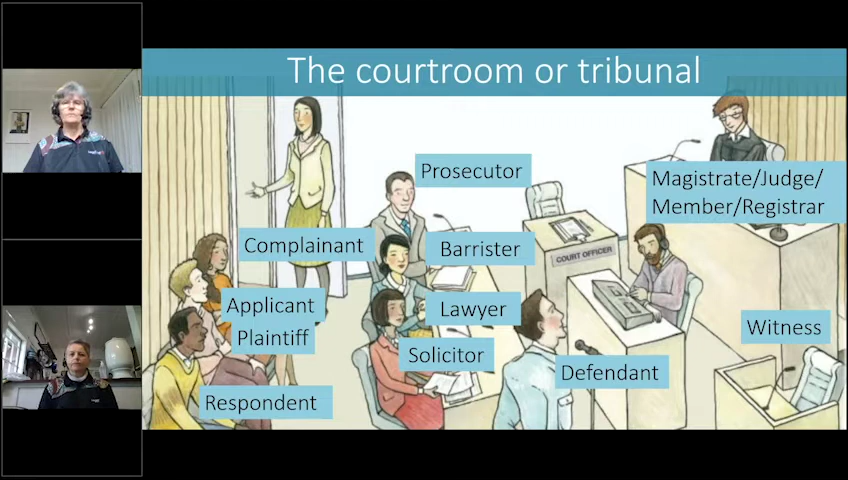 The courtroom or tribunal
Prosecutor
Magistrate/Judge/
Member/Registrar
Complainant
Barrister
COURT OFFICER
Applicant
Plaintiff
Lawyer
Witness
Solicitor
Defendant
Respondent